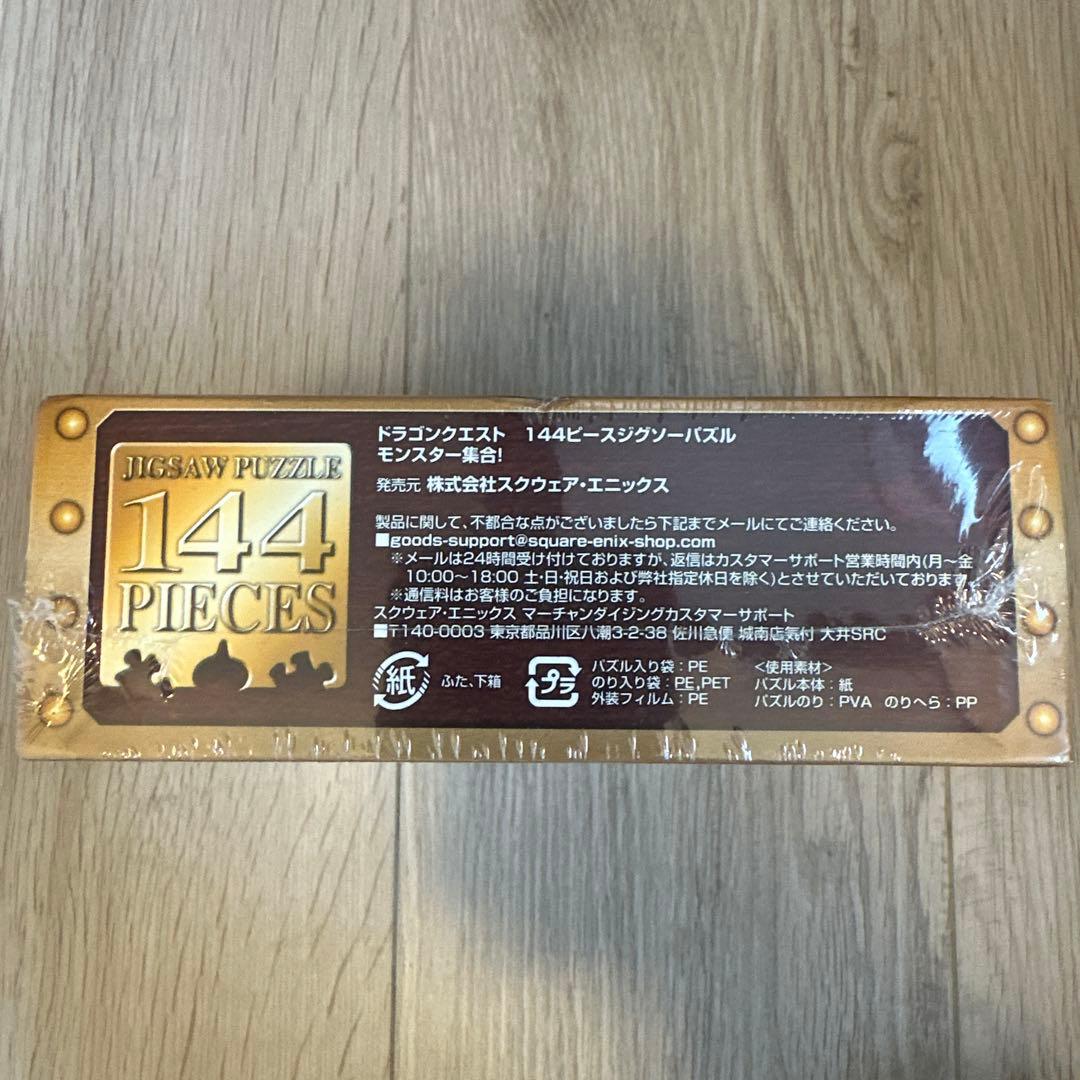 JIGSAW PUZZLE
144
PIECES
ドラゴンクエスト　144ピースジグソーパズル
モンスター集合!
発売元 株式会社スクウェア・エニックス
製品に関して、不都合な点がございましたら下記までメールにてご連絡ください。
■goods-support@square-enix-shop.com
※メールは24時間受け付けておりますが、返信はカスタマーサポート営業時間内(月〜金
10:00〜18:00 土・日・祝日および弊社指定休日を除く)とさせていただいております。
※通信料はお客様のご負担になります。
スクウェア・エニックス マーチャンダイジングカスタマーサポート
■〒140-0003 東京都品川区八潮3-2-38 佐川急便 城南店気付 大井SRC
紙 ふた、下箱
プラ
パズル入り袋：PE
のり入り袋：PE,PET
外装フィルム：PE
<使用素材>
パズル本体：紙
パズルのり：PVA のりへら：PP